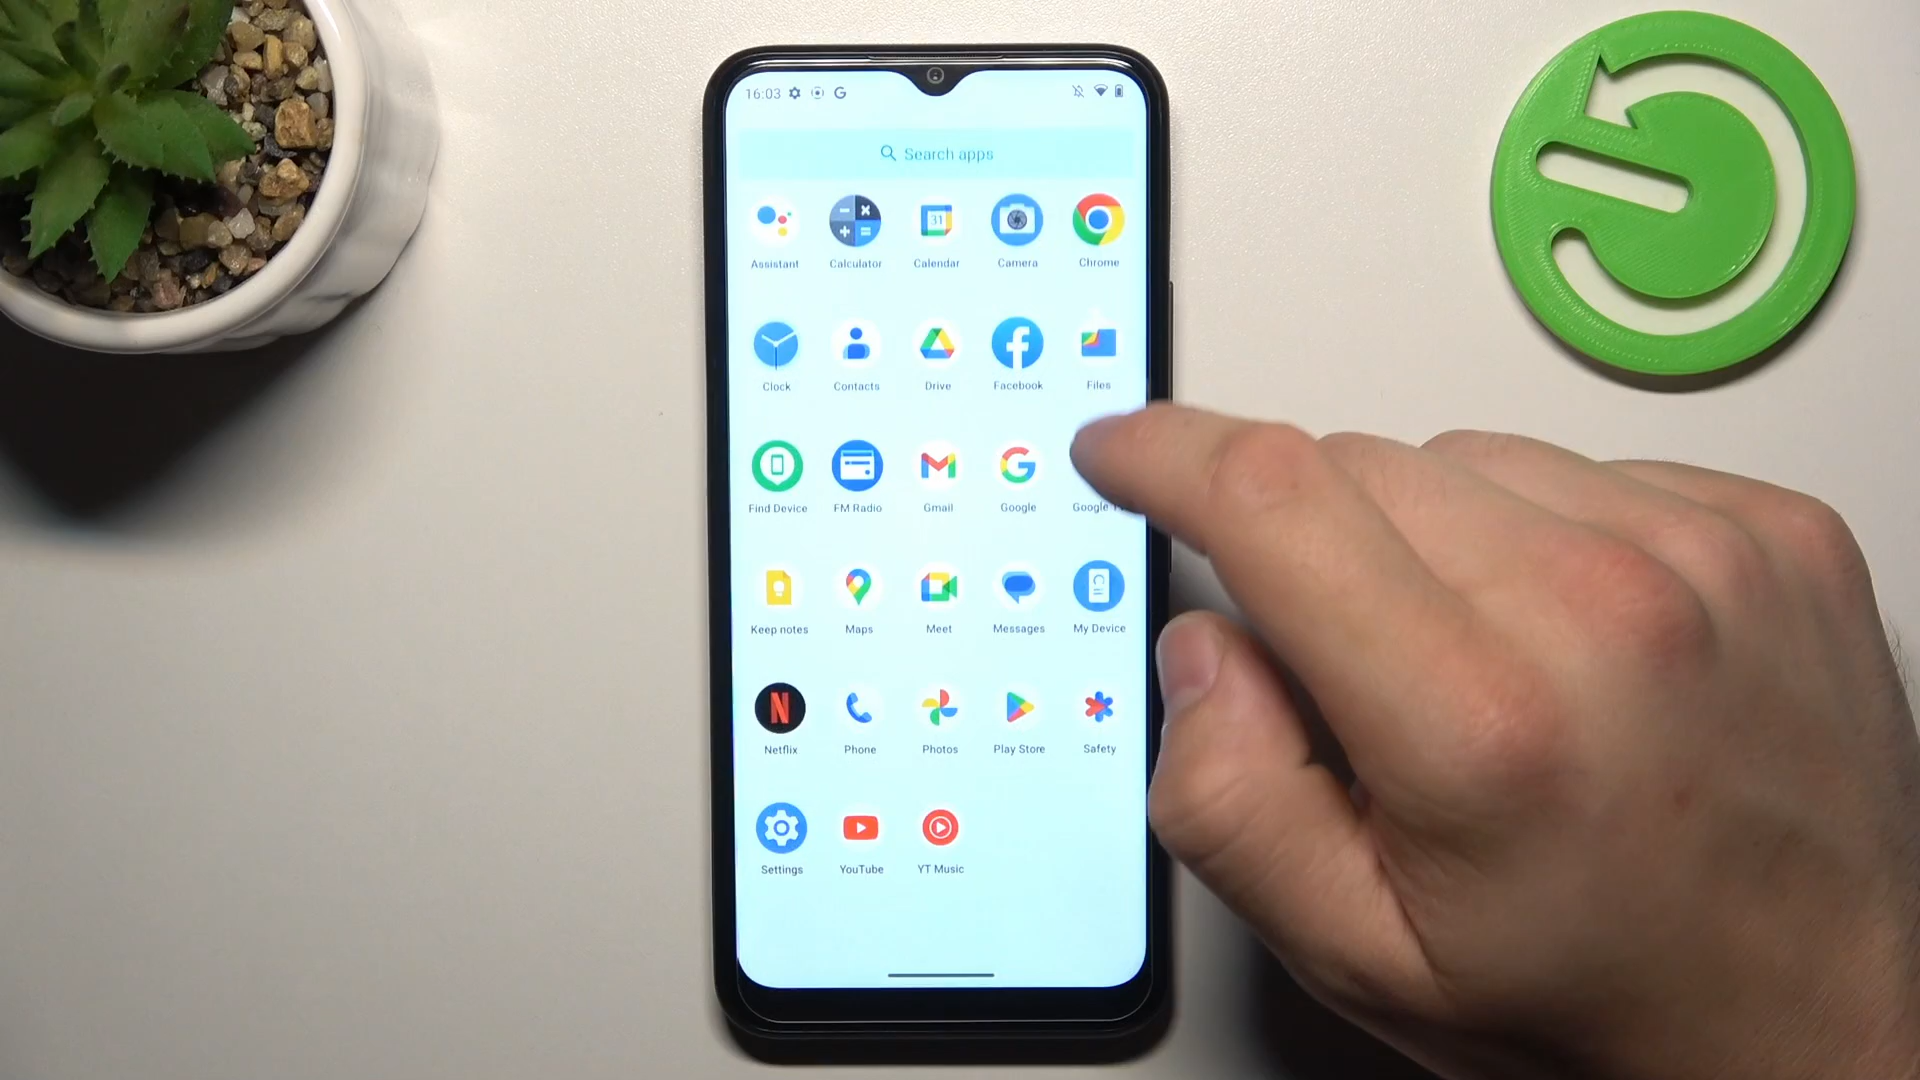 16:03
Search apps
Assistant Calculator Calendar Camera Chrome
Clock Contacts Drive Facebook Files
Find Device FM Radio Gmail Google Google
Keep notes Maps Meet Messages My Device
Netflix Phone Photos Play Store Safety
Settings YouTube YT Music